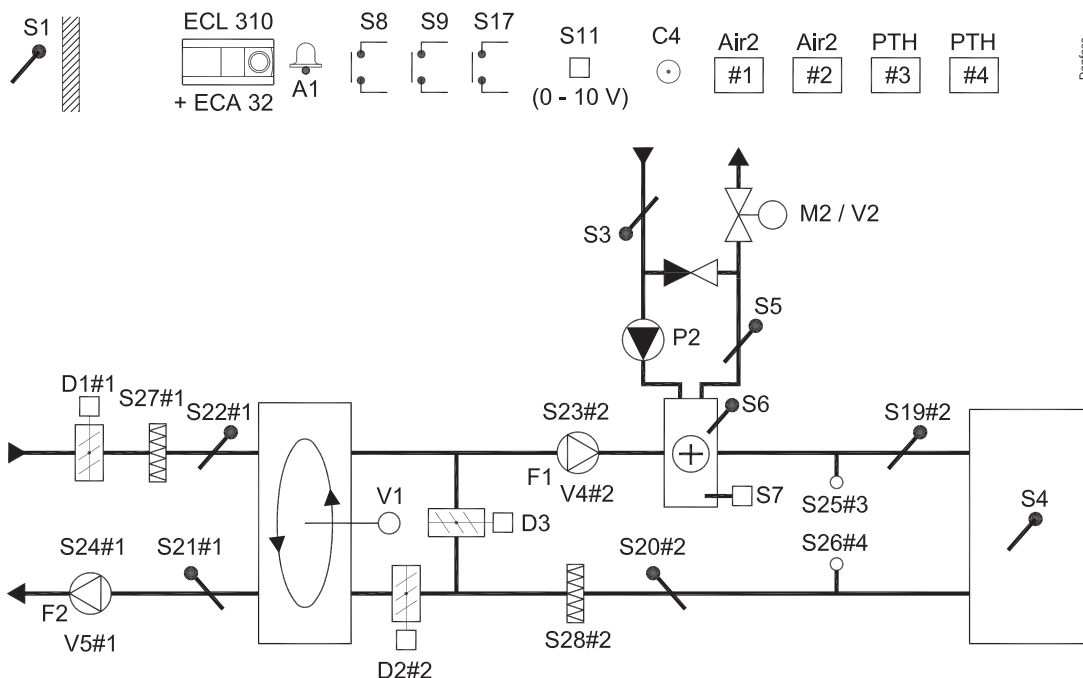 S1
ECL 310
+ ECA 32
A1
S8
S9
S17
S11
(0 - 10 V)
C4
Air2
#1
Air2
#2
PTH
#3
PTH
#4
Danfoss
S3
M2 / V2
P2
S5
D1#1
S27#1
S22#1
S23#2
S6
S19#2
F1
V4#2
S7
S25#3
V1
D3
S4
S24#1
S21#1
S20#2
S26#4
F2
V5#1
D2#2
S28#2